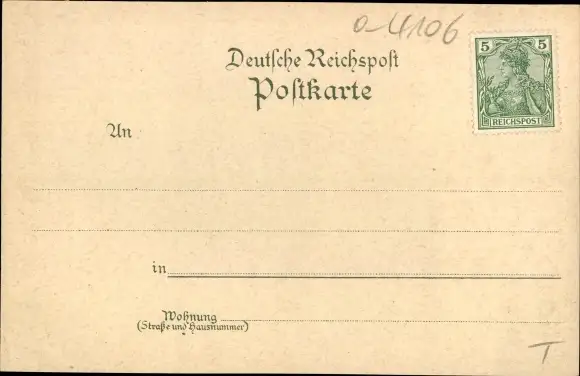 a-4106
Deutsche Reichspost
Postkarte
5 5
REICHSPOST
An
in
Wohnung
(Straße und Hausnummer)
T